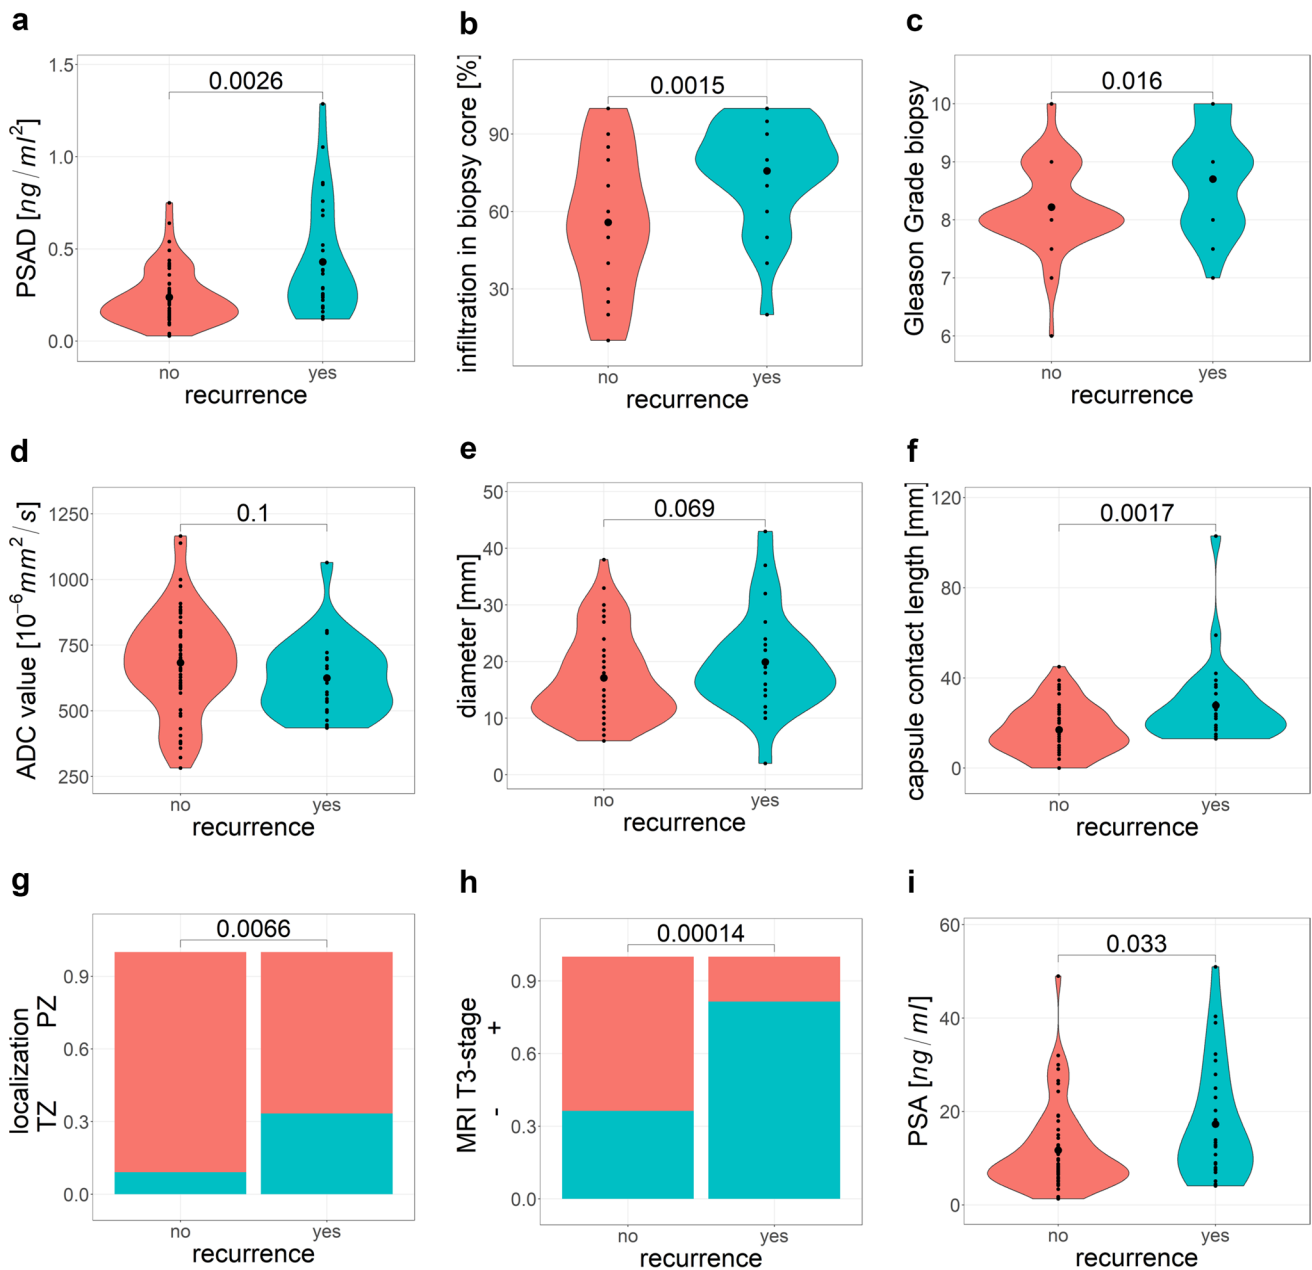 a
PSAD [ng / ml²]
1.5
1.0
0.5
0.0
0.0026
no
yes
recurrence
b
infiltration in biopsy core [%]
90
60
30
0.0015
no
yes
recurrence
c
Gleason Grade biopsy
10
9
8
7
6
0.016
no
yes
recurrence
d
ADC value [10⁻⁶mm² / s]
1250
1000
750
500
250
0.1
no
yes
recurrence
e
diameter [mm]
50
40
30
20
10
0
0.069
no
yes
recurrence
f
capsule contact length [mm]
120
80
40
0
0.0017
no
yes
recurrence
g
localization
TZ PZ
0.9
0.6
0.3
0.0
0.0066
no
yes
recurrence
h
MRI T3-stage
- +
0.9
0.6
0.3
0.0
0.00014
no
yes
recurrence
i
PSA [ng / ml]
60
40
20
0
0.033
no
yes
recurrence